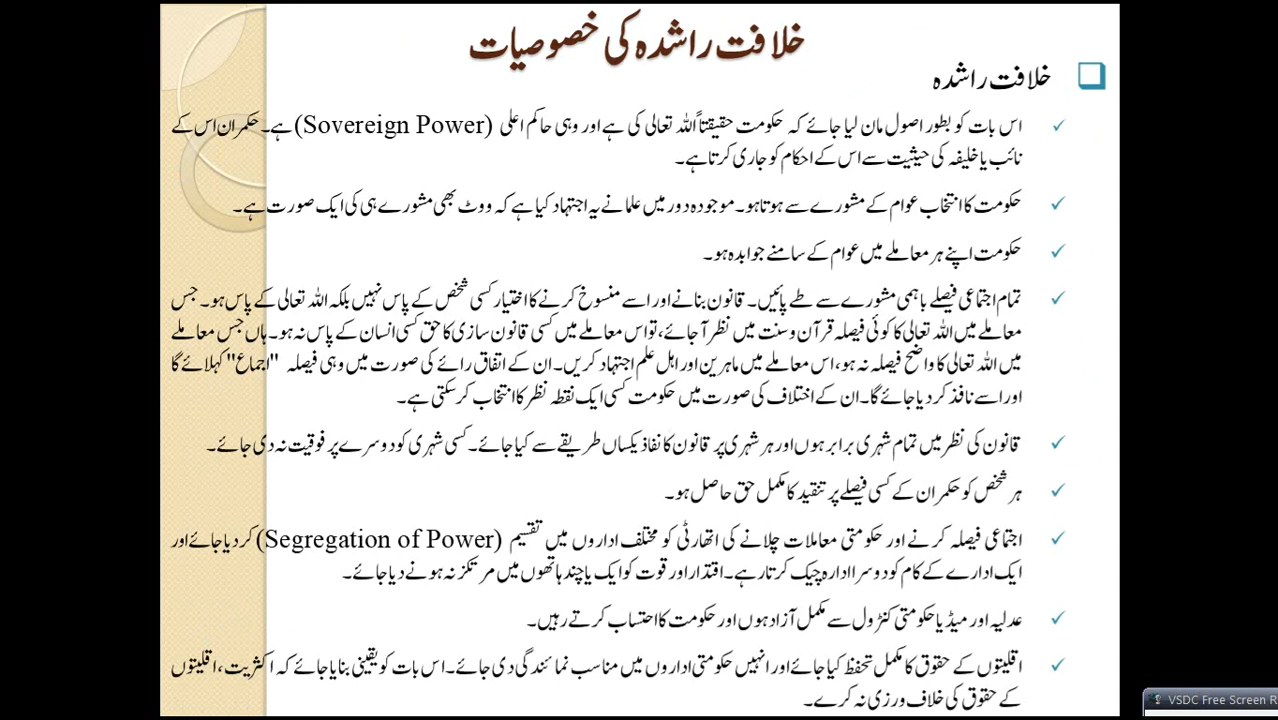 خلافت راشدہ کی خصوصیات
خلافت راشدہ
اس بات کو بطور اصول مان لیا جائے کہ حکومت حقیقتاً اللہ تعالی کی ہے اور وہی حاکم اعلی (Sovereign Power) ہے۔ حکمران اس کے
نائب یا خلیفہ کی حیثیت سے اس کے احکام کو جاری کرتا ہے۔
حکومت کا انتخاب عوام کے مشورے سے ہوتا ہو۔ موجودہ دور میں علما نے یہ اجتہاد کیا ہے کہ ووٹ بھی مشورے ہی کی ایک صورت ہے۔
حکومت اپنے ہر معاملے میں عوام کے سامنے جوابدہ ہو۔
تمام اجتماعی فیصلے باہمی مشورے سے طے پائیں۔ قانون بنانے اور اسے منسوخ کرنے کا اختیار کسی شخص کے پاس نہیں بلکہ اللہ تعالی کے پاس ہو۔ جس
معاملے میں اللہ تعالی کا کوئی فیصلہ قرآن و سنت میں نظر آ جائے، تو اس معاملے میں کسی قانون سازی کا حق کسی انسان کے پاس نہ ہو۔ ہاں جس معاملے
میں اللہ تعالی کا واضح فیصلہ نہ ہو، اس معاملے میں ماہرین اور اہل علم اجتہاد کریں۔ ان کے اتفاق رائے کی صورت میں وہی فیصلہ "اجماع" کہلائے گا
اور اسے نافذ کر دیا جائے گا۔ ان کے اختلاف کی صورت میں حکومت کسی ایک نقطہ نظر کا انتخاب کر سکتی ہے۔
قانون کی نظر میں تمام شہری برابر ہوں اور ہر شہری پر قانون کا نفاذ یکساں طریقے سے کیا جائے۔ کسی شہری کو دوسرے پر فوقیت نہ دی جائے۔
ہر شخص کو حکمران کے کسی فیصلے پر تنقید کا مکمل حق حاصل ہو۔
اجتماعی فیصلہ کرنے اور حکومتی معاملات چلانے کی اتھارٹی کو مختلف اداروں میں تقسیم (Segregation of Power) کر دیا جائے اور
ایک ادارے کے کام کو دوسرا ادارہ چیک کرتا رہے۔ اقتدار اور قوت کو ایک یا چند ہاتھوں میں مرتکز نہ ہونے دیا جائے۔
عدلیہ اور میڈیا حکومتی کنٹرول سے مکمل آزاد ہوں اور حکومت کا احتساب کرتے رہیں۔
اقلیتوں کے حقوق کا مکمل تحفظ کیا جائے اور انہیں حکومتی اداروں میں مناسب نمائندگی دی جائے۔ اس بات کو یقینی بنایا جائے کہ اکثریت، اقلیتوں
کے حقوق کی خلاف ورزی نہ کرے۔
VSDC Free Screen R